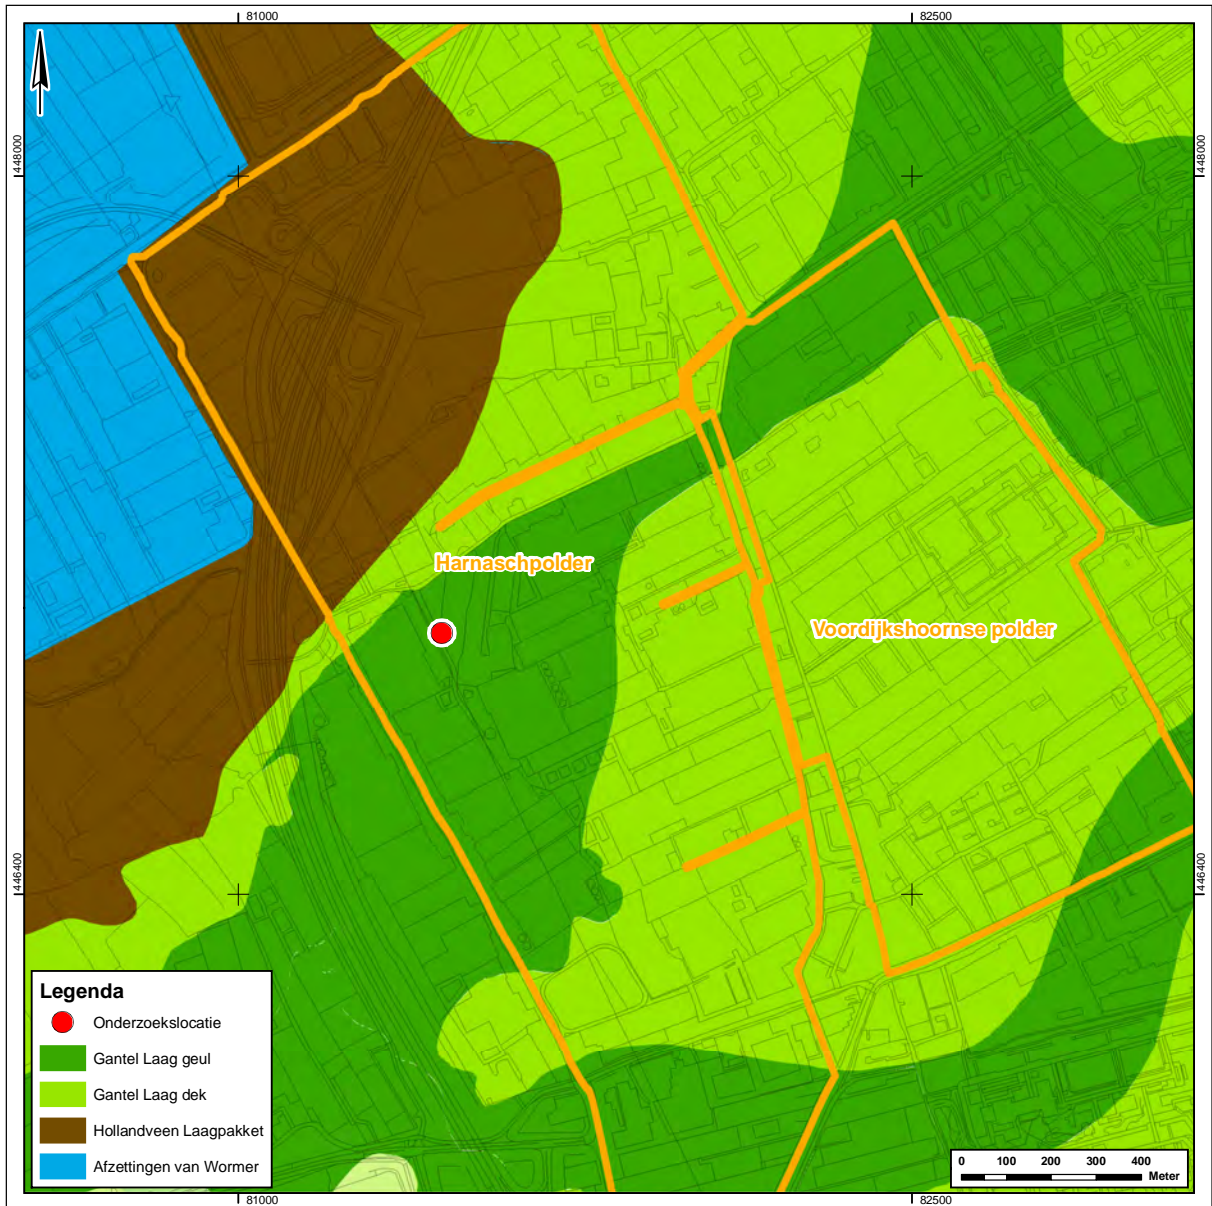 81000
82500
448000
448000
Harnaschpolder
Voordijkshoornse polder
446400
446400
Legenda
Onderzoekslocatie
Gantel Laag geul
Gantel Laag dek
Hollandveen Laagpakket
Afzettingen van Wormer
0 100 200 300 400
Meter
81000
82500